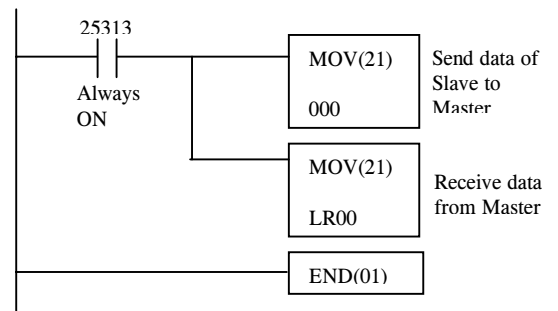 25313
Always
ON
MOV(21)
000
Send data of
Slave to
Master
MOV(21)
LR00
Receive data
from Master
END(01)